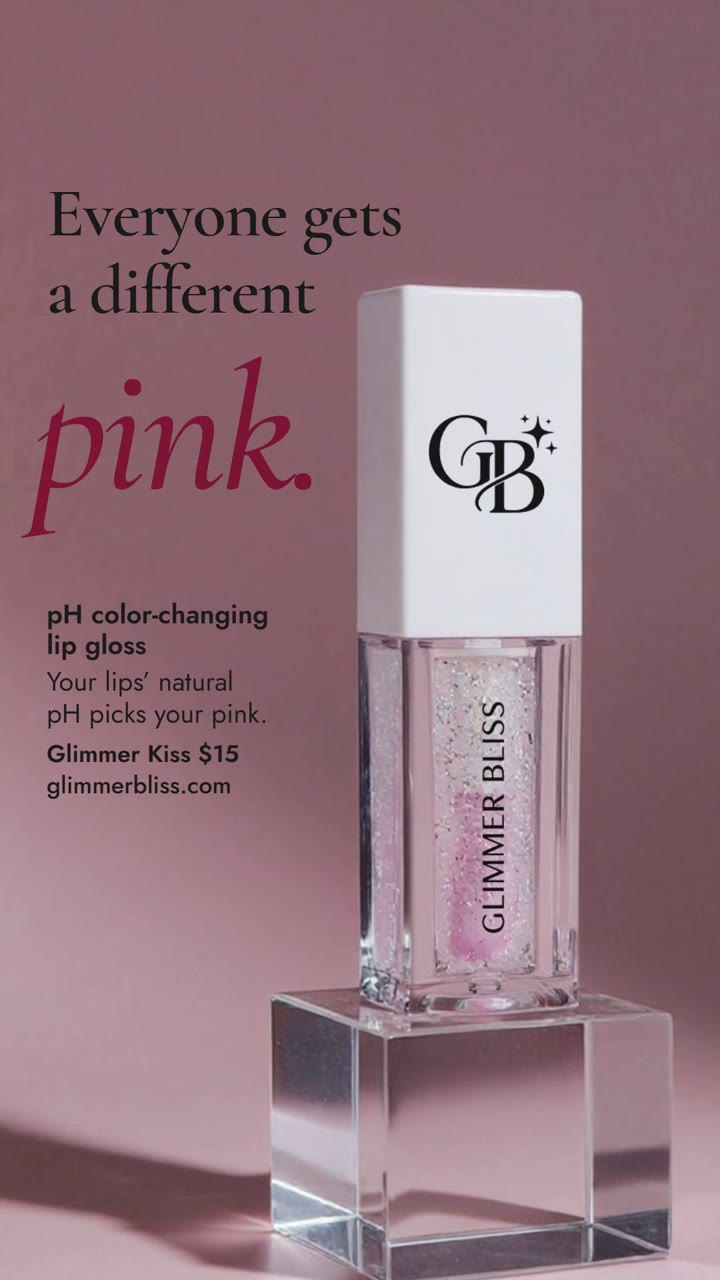 Everyone gets
a different
pink.
GB
pH color-changing
lip gloss
Your lips’ natural
pH picks your pink.
Glimmer Kiss $15
glimmerbliss.com
GLIMMER BLISS